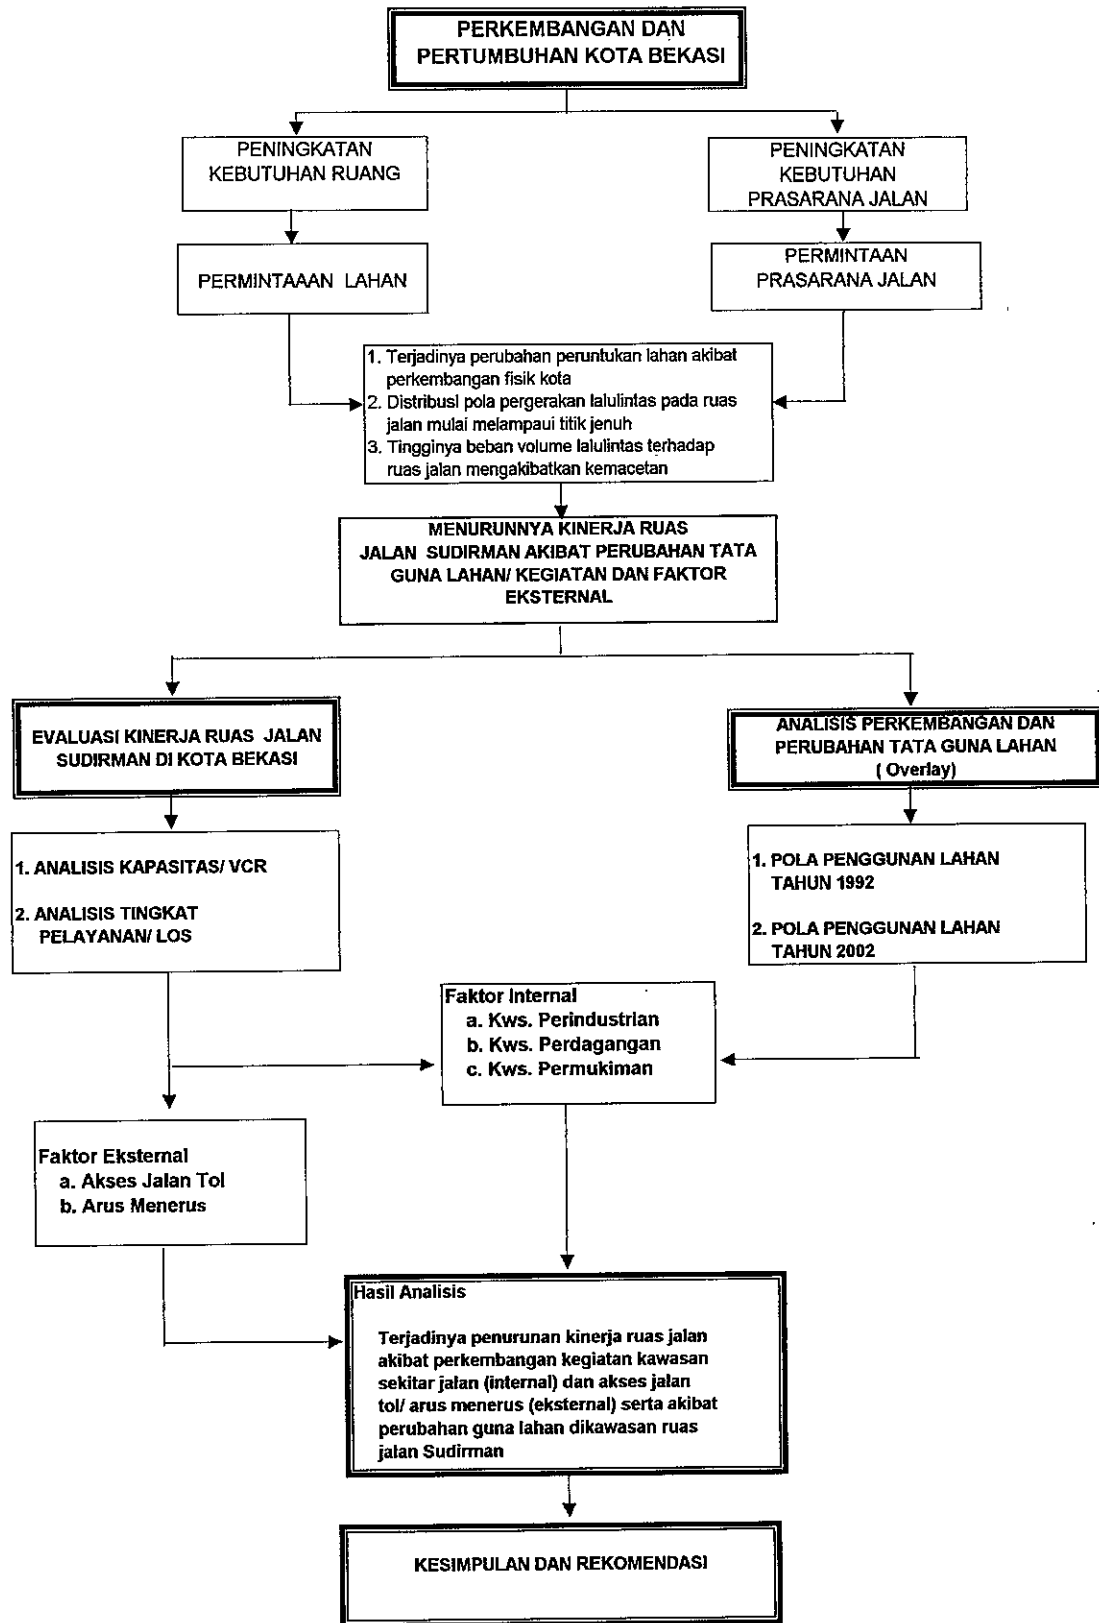 PERKEMBANGAN DAN
PERTUMBUHAN KOTA BEKASI
PENINGKATAN
KEBUTUHAN RUANG
PENINGKATAN
KEBUTUHAN
PRASARANA JALAN
PERMINTAAAN LAHAN
PERMINTAAN
PRASARANA JALAN
1. Terjadinya perubahan peruntukan lahan akibat
perkembangan fisik kota
2. Distribusi pola pergerakan lalulintas pada ruas
jalan mulai melampaui titik jenuh
3. Tingginya beban volume lalulintas terhadap
ruas jalan mengakibatkan kemacetan
MENURUNNYA KINERJA RUAS
JALAN SUDIRMAN AKIBAT PERUBAHAN TATA
GUNA LAHAN/ KEGIATAN DAN FAKTOR
EKSTERNAL
EVALUASI KINERJA RUAS JALAN
SUDIRMAN DI KOTA BEKASI
ANALISIS PERKEMBANGAN DAN
PERUBAHAN TATA GUNA LAHAN
( Overlay)
1. ANALISIS KAPASITAS/ VCR
2. ANALISIS TINGKAT
PELAYANAN/ LOS
1. POLA PENGGUNAN LAHAN
TAHUN 1992
2. POLA PENGGUNAN LAHAN
TAHUN 2002
Faktor Internal
a. Kws. Perindustrian
b. Kws. Perdagangan
c. Kws. Permukiman
Faktor Eksternal
a. Akses Jalan Tol
b. Arus Menerus
Hasil Analisis
Terjadinya penurunan kinerja ruas jalan
akibat perkembangan kegiatan kawasan
sekitar jalan (internal) dan akses jalan
tol/ arus menerus (eksternal) serta akibat
perubahan guna lahan dikawasan ruas
jalan Sudirman
KESIMPULAN DAN REKOMENDASI